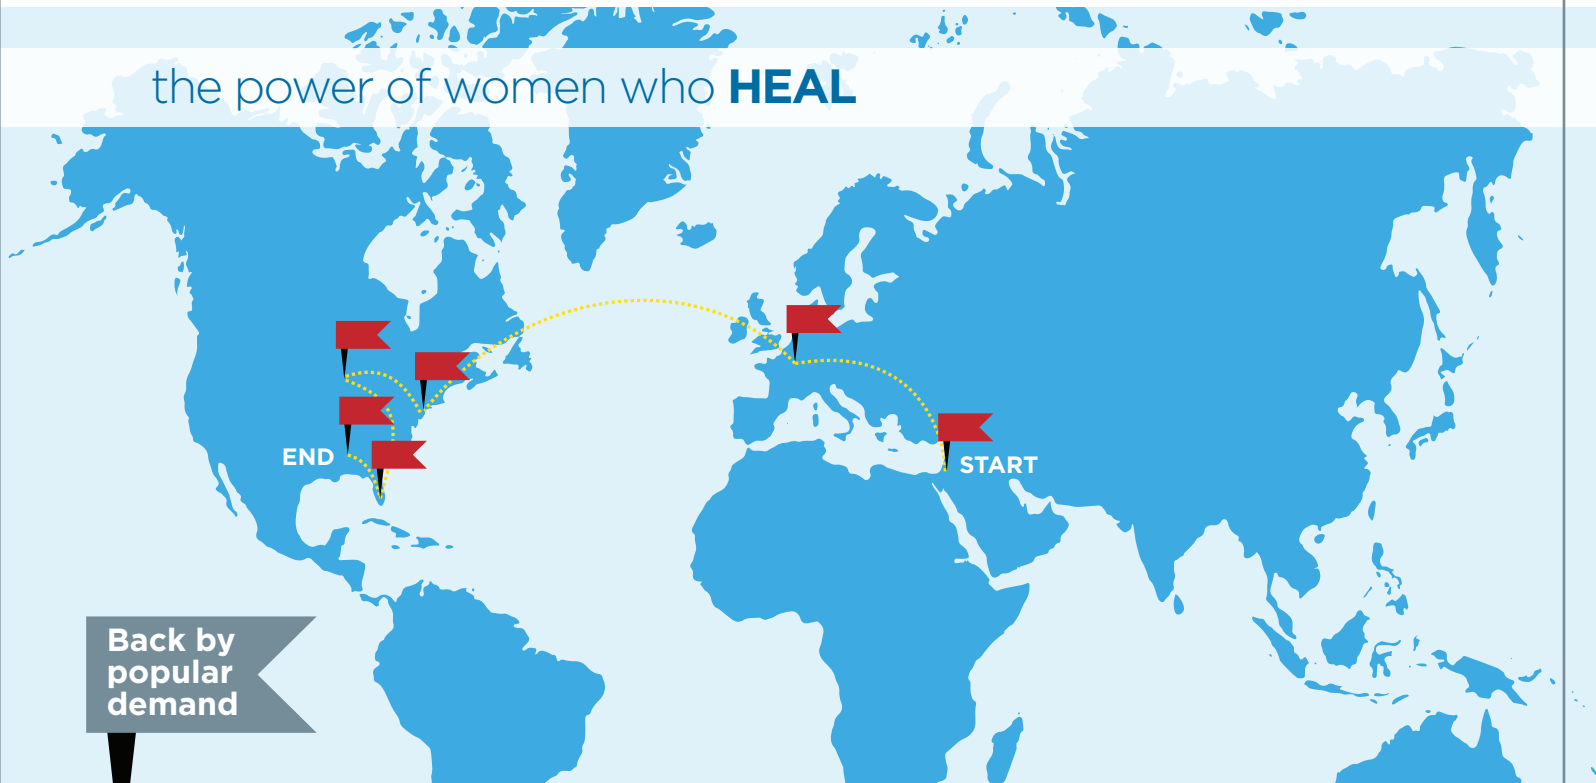 the power of women who HEAL
END
START
Back by
popular
demand